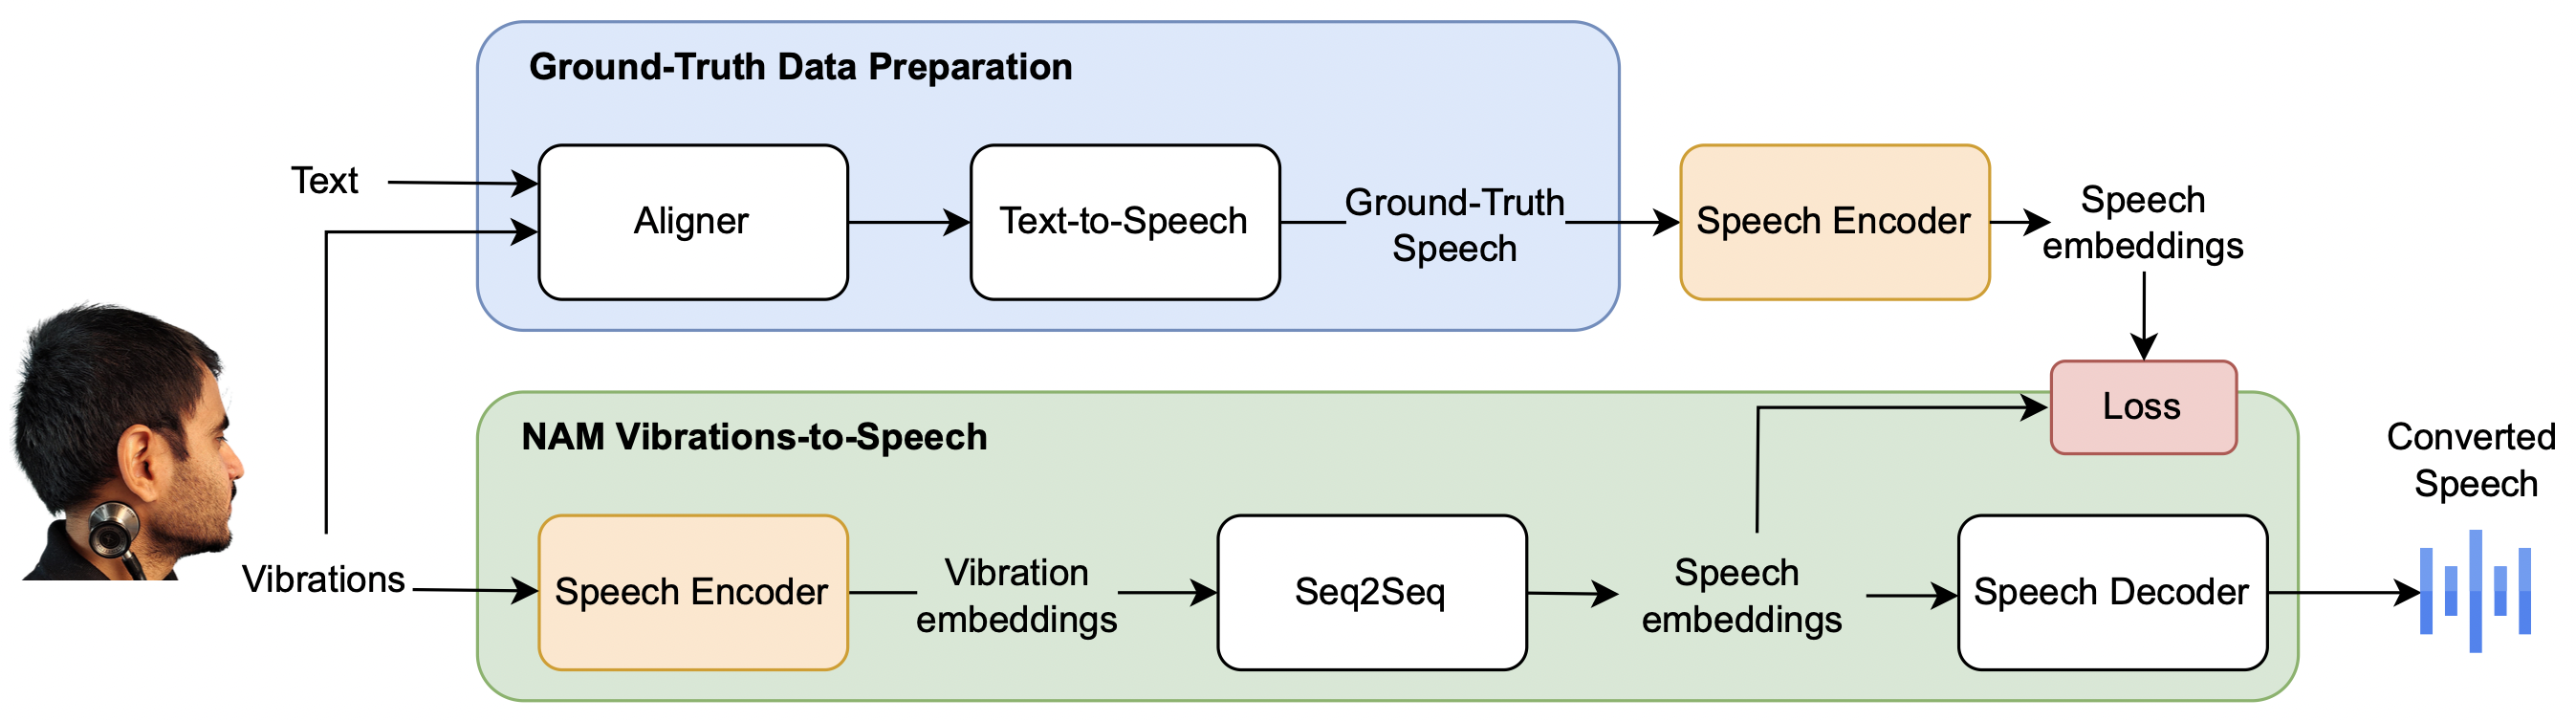 Ground-Truth Data Preparation
Text
Aligner
Text-to-Speech
Ground-Truth
Speech
Speech Encoder
Speech
embeddings
Loss
NAM Vibrations-to-Speech
Vibrations
Speech Encoder
Vibration
embeddings
Seq2Seq
Speech
embeddings
Speech Decoder
Converted
Speech